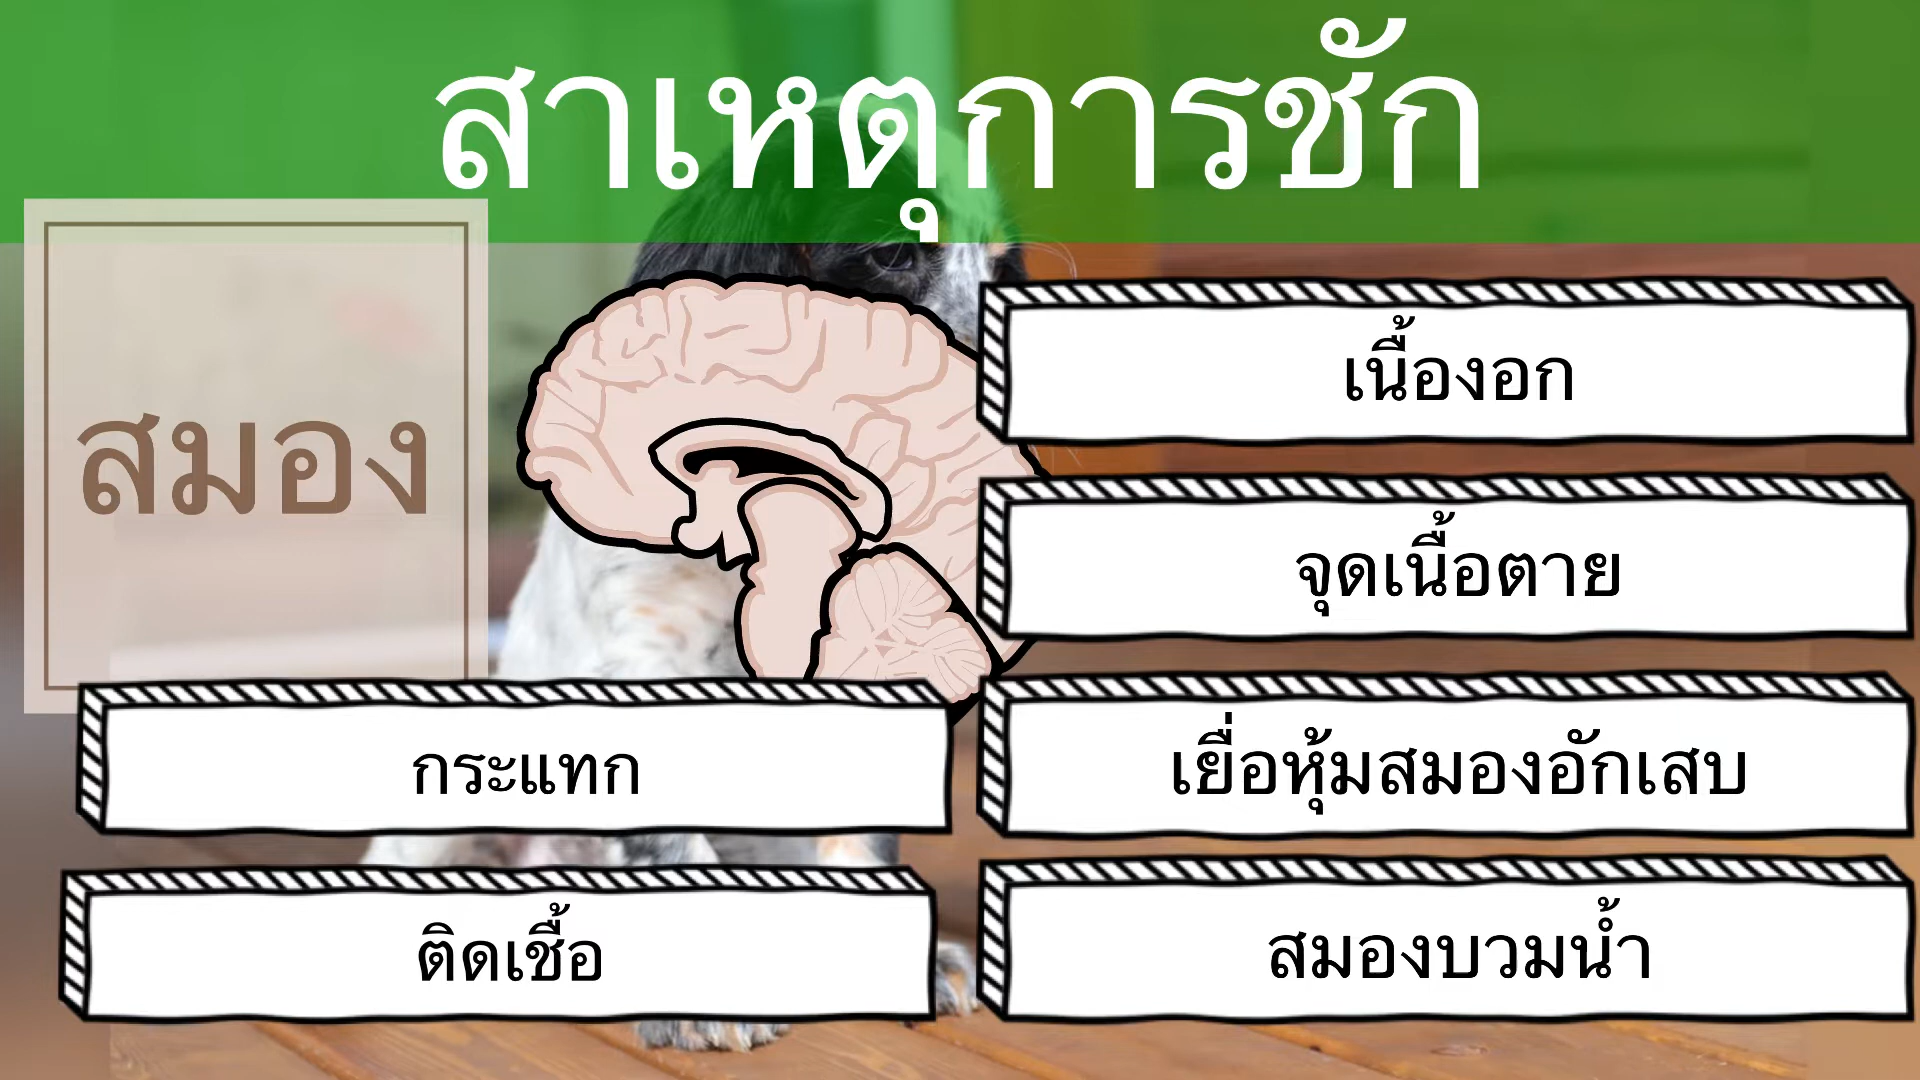 สาเหตุการชัก
สมอง
เนื้องอก
จุดเนื้อตาย
เยื่อหุ้มสมองอักเสบ
สมองบวมน้ำ
กระแทก
ติดเชื้อ